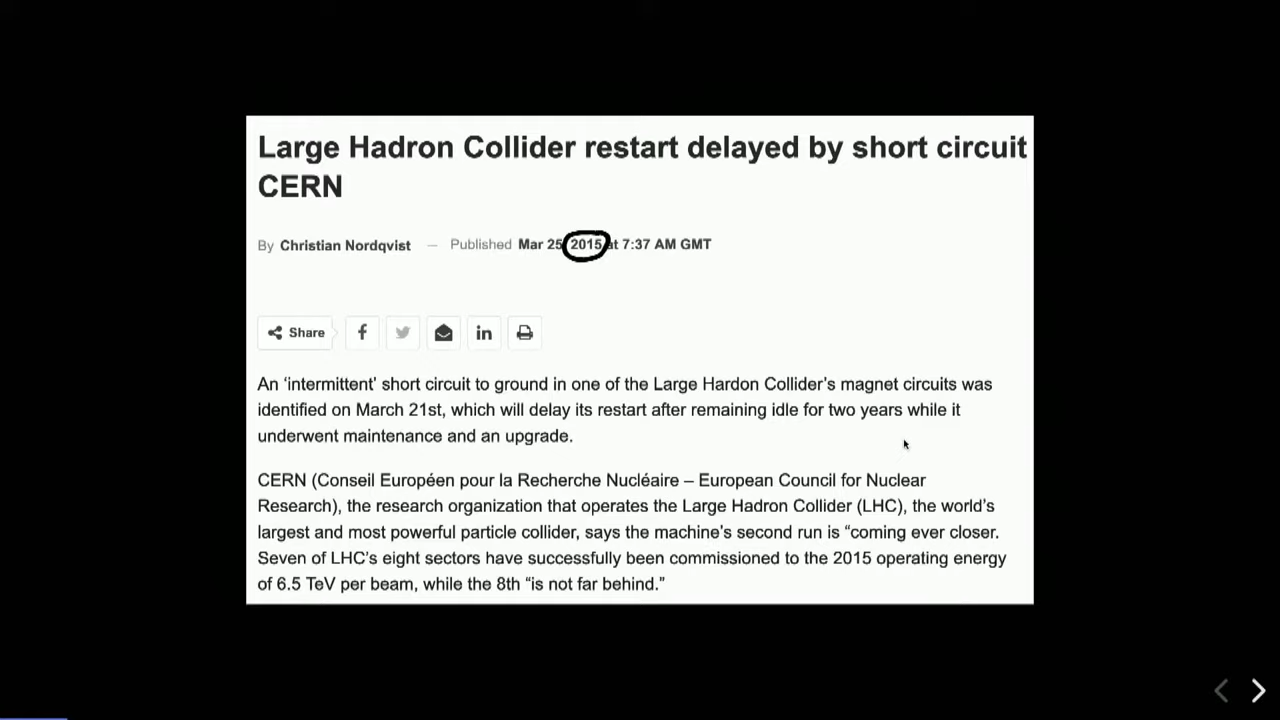 Large Hadron Collider restart delayed by short circuit
CERN
By Christian Nordqvist — Published Mar 25, 2015 at 7:37 AM GMT
Share
An ‘intermittent’ short circuit to ground in one of the Large Hardon Collider’s magnet circuits was
identified on March 21st, which will delay its restart after remaining idle for two years while it
underwent maintenance and an upgrade.
CERN (Conseil Européen pour la Recherche Nucléaire – European Council for Nuclear
Research), the research organization that operates the Large Hadron Collider (LHC), the world’s
largest and most powerful particle collider, says the machine’s second run is “coming ever closer.
Seven of LHC’s eight sectors have successfully been commissioned to the 2015 operating energy
of 6.5 TeV per beam, while the 8th “is not far behind.”